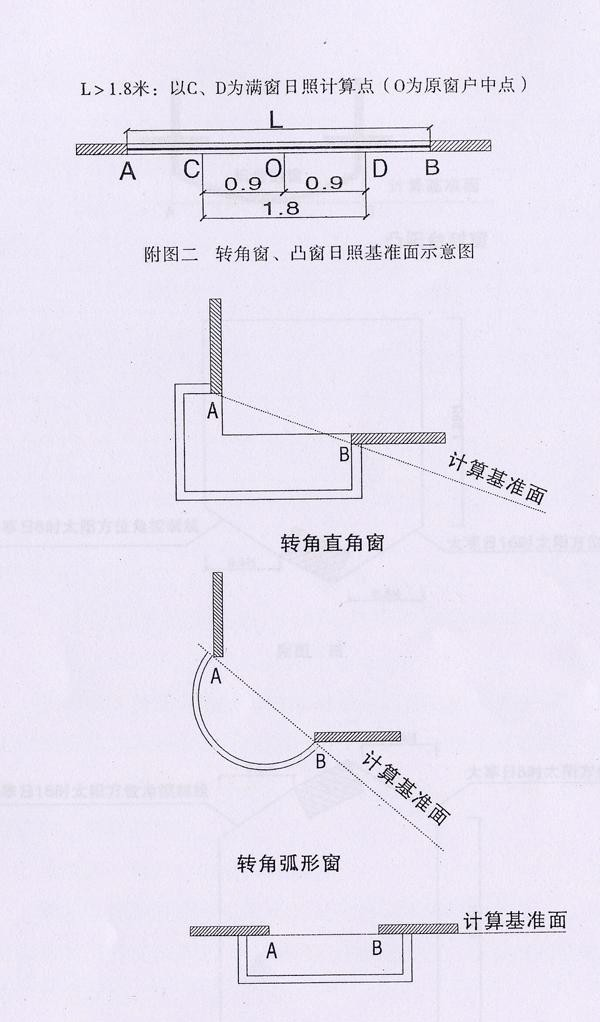 L＞1.8米：以C、D为满窗日照计算点（O为原窗户中点）
L
A C O D B
0.9 0.9
1.8
附图二 转角窗、凸窗日照基准面示意图
A
B
计算基准面
转角直角窗
A
B
计算基准面
转角弧形窗
计算基准面
A B